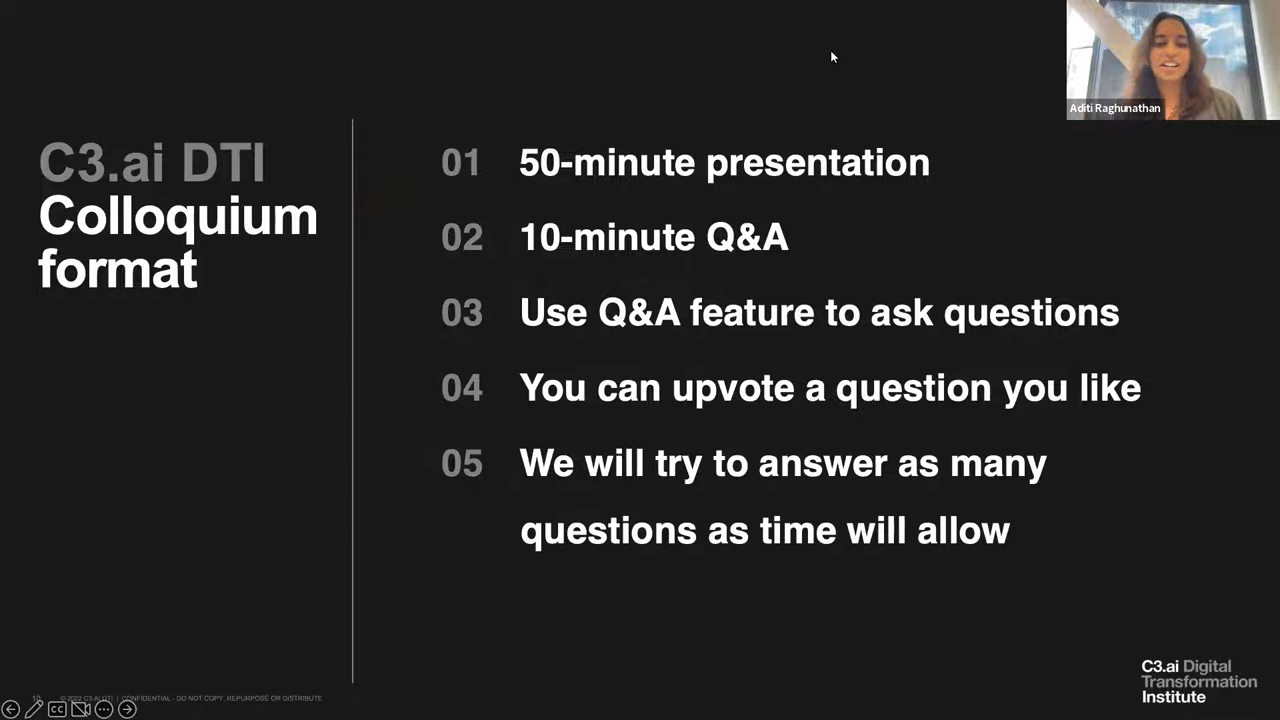 Aditi Raghunathan
C3.ai DTI
Colloquium
format
01 50-minute presentation
02 10-minute Q&A
03 Use Q&A feature to ask questions
04 You can upvote a question you like
05 We will try to answer as many
questions as time will allow
C3.ai Digital
Transformation
Institute
10 © 2022 C3.AI DTI | CONFIDENTIAL - DO NOT COPY, REPURPOSE OR DISTRIBUTE
CC